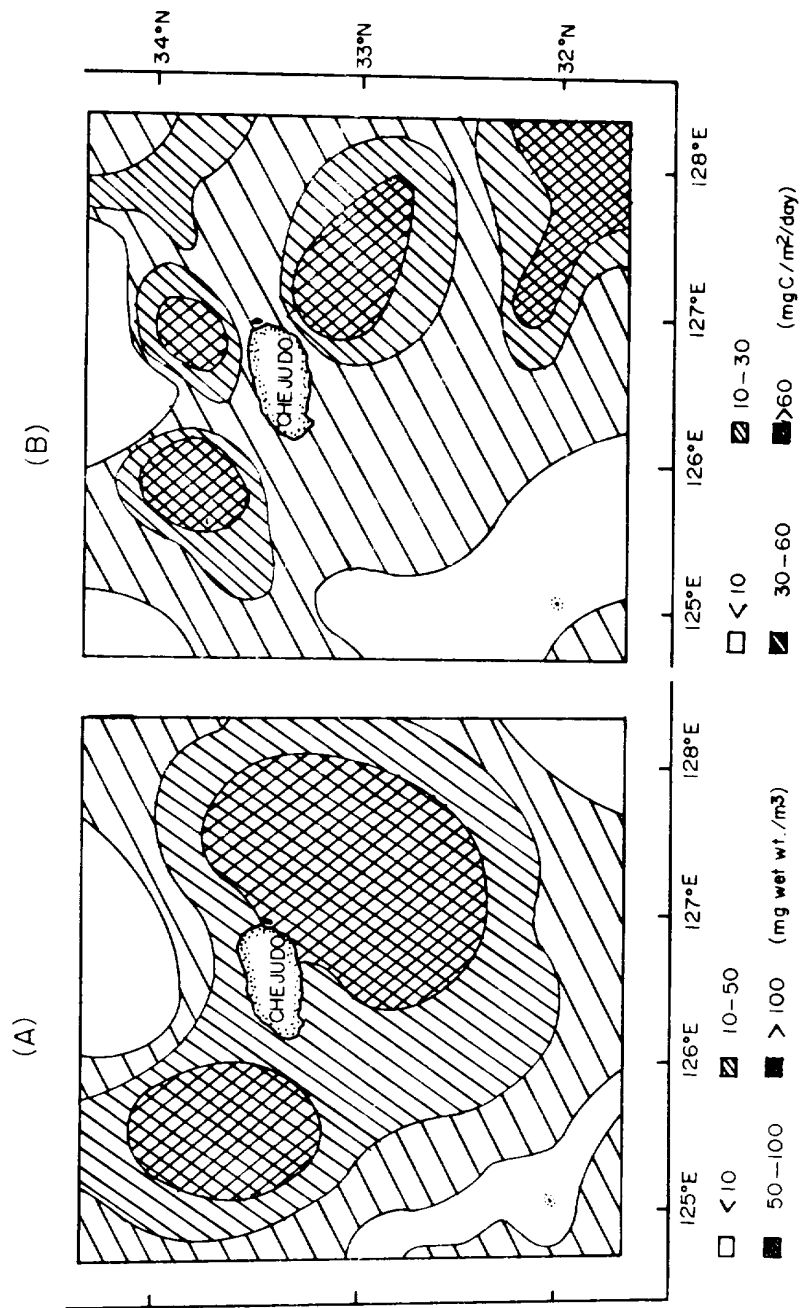 (A)
CHEJUDO
125°E 126°E 127°E 128°E
<10 10-50
50-100 >100 (mg wet wt./m3)
(B)
CHEJUDO
34°N
33°N
32°N
125°E 126°E 127°E 128°E
<10 10-30
30-60 >60 (mgC/m²/day)